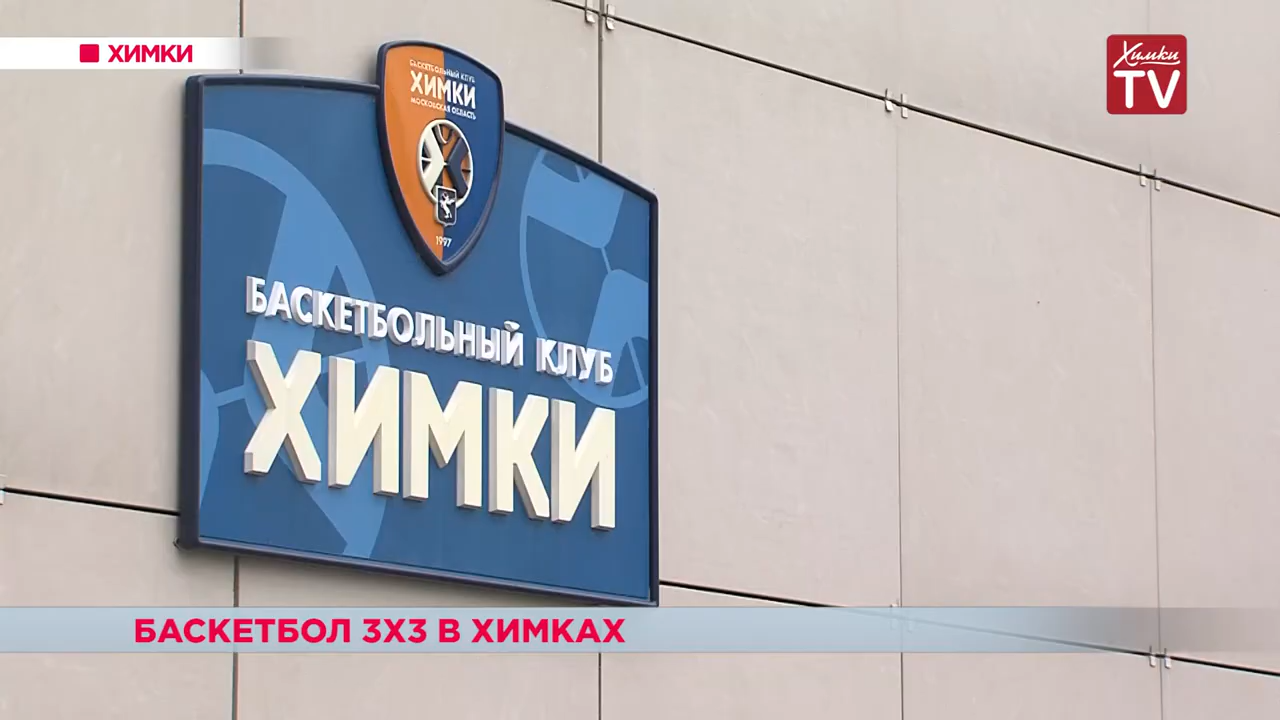 ХИМКИ
Химки
TV
БАСКЕТБОЛЬНЫЙ КЛУБ
ХИМКИ
МОСКОВСКАЯ ОБЛАСТЬ
1997
БАСКЕТБОЛЬНЫЙ КЛУБ
ХИМКИ
БАСКЕТБОЛ 3Х3 В ХИМКАХ